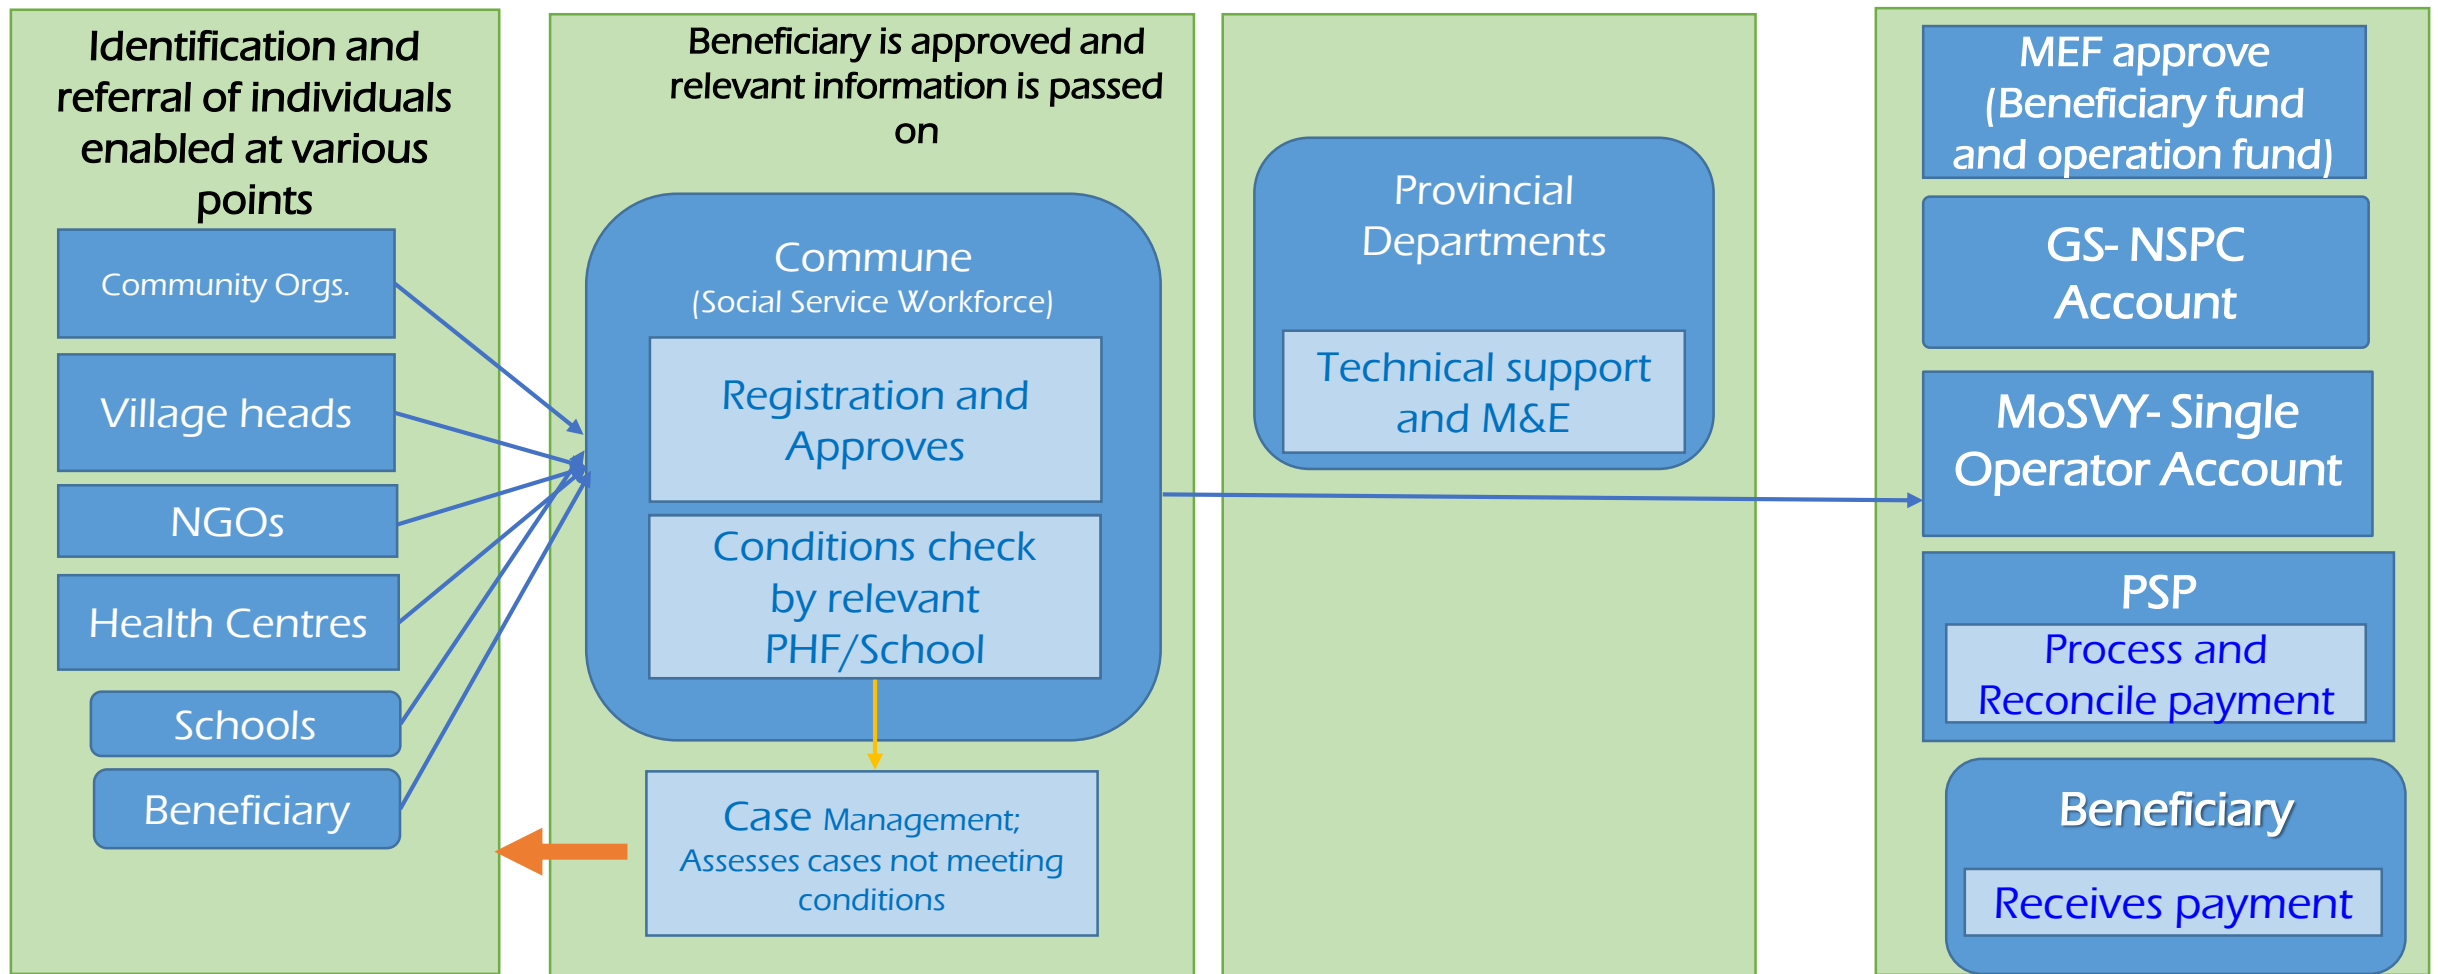 Identification and
referral of individuals
enabled at various
points
Community Orgs.
Village heads
NGOs
Health Centres
Schools
Beneficiary
Beneficiary is approved and
relevant information is passed
on
Commune
(Social Service Workforce)
Registration and
Approves
Conditions check
by relevant
PHF/School
Case Management;
Assesses cases not meeting
conditions
Provincial
Departments
Technical support
and M&E
MEF approve
(Beneficiary fund
and operation fund)
GS- NSPC
Account
MoSVY- Single
Operator Account
PSP
Process and
Reconcile payment
Beneficiary
Receives payment